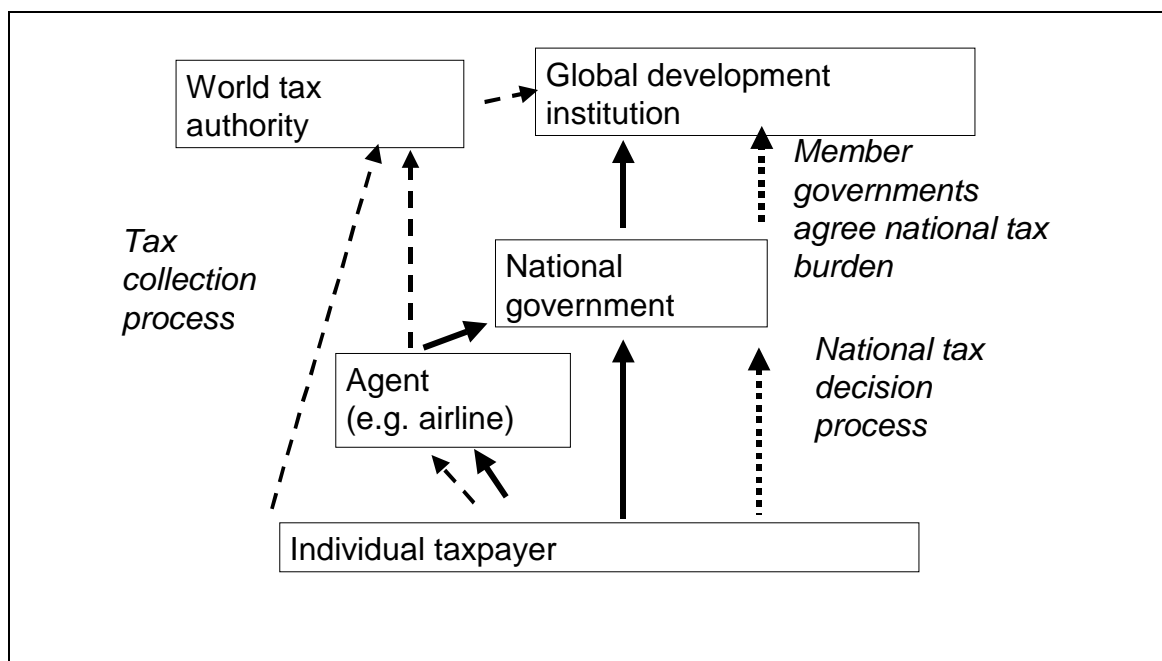 World tax
authority
Global development
institution
Member
governments
agree national tax
burden
Tax
collection
process
National
government
National tax
decision
process
Agent
(e.g. airline)
Individual taxpayer